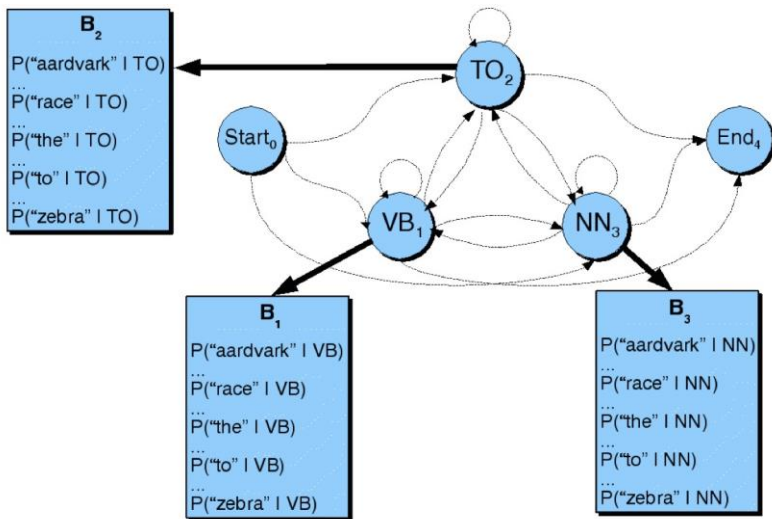 B2
P("aardvark" | TO)
...
P("race" | TO)
...
P("the" | TO)
...
P("to" | TO)
...
P("zebra" | TO)
TO2
Start0
End4
VB1
NN3
B1
P("aardvark" | VB)
...
P("race" | VB)
...
P("the" | VB)
...
P("to" | VB)
...
P("zebra" | VB)
B3
P("aardvark" | NN)
...
P("race" | NN)
...
P("the" | NN)
...
P("to" | NN)
...
P("zebra" | NN)